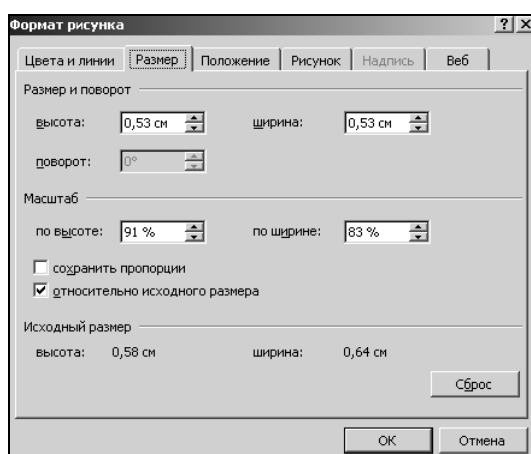 Формат рисунка
Цвета и линии Размер Положение Рисунок Надпись Веб
Размер и поворот
высота: 0,53 см ширина: 0,53 см
поворот: 0°
Масштаб
по высоте: 91 % по ширине: 83 %
сохранить пропорции
относительно исходного размера
Исходный размер
высота: 0,58 см ширина: 0,64 см
Сброс
ОК Отмена